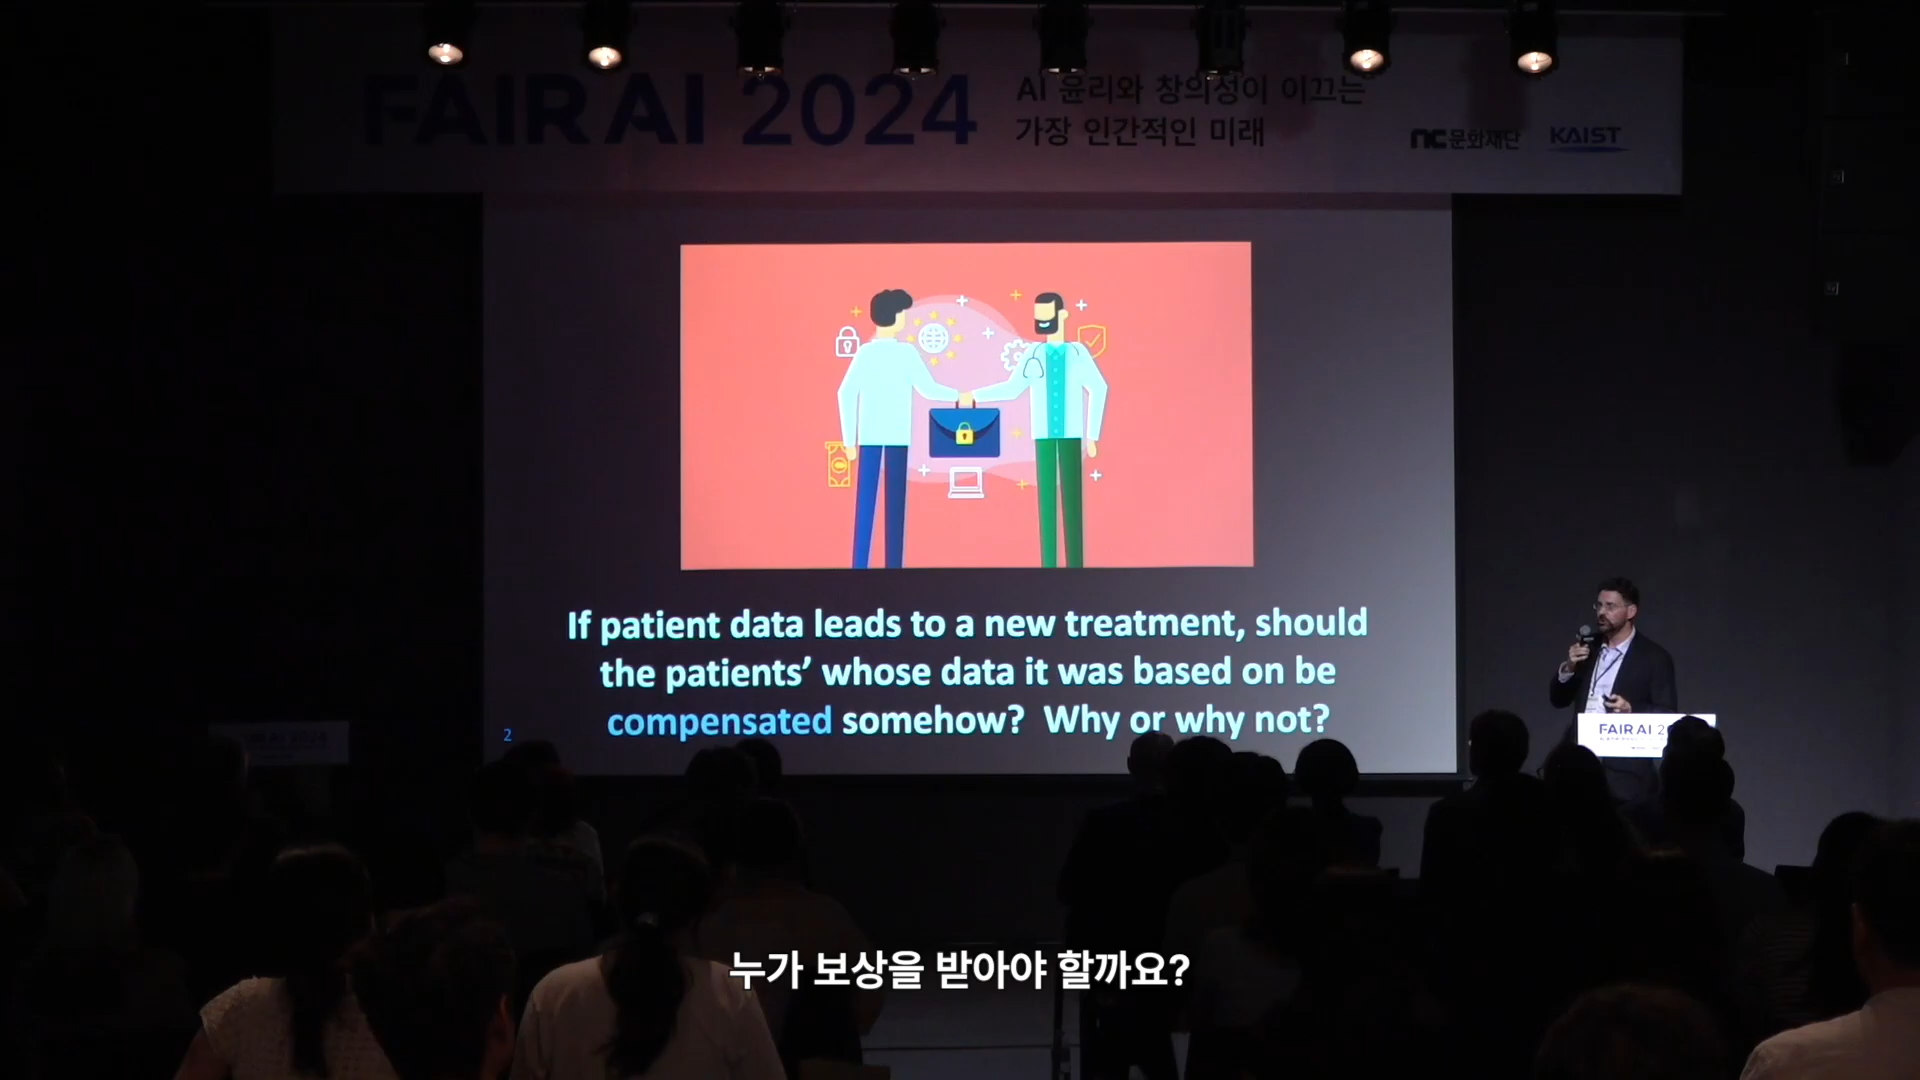 FAIR AI 2024
AI 윤리와 창의성이 이끄는
가장 인간적인 미래
nc문화재단
KAIST
If patient data leads to a new treatment, should
the patients’ whose data it was based on be
compensated somehow? Why or why not?
2
FAIR AI
누가 보상을 받아야 할까요?